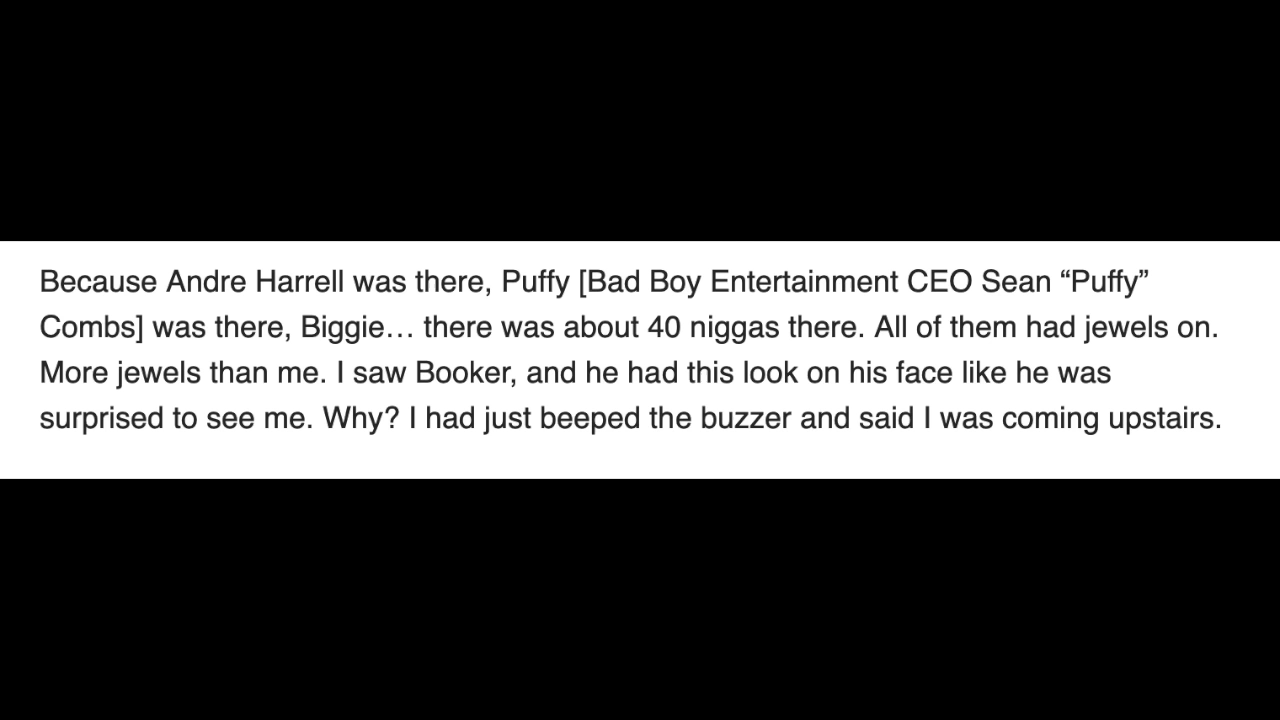 Because Andre Harrell was there, Puffy [Bad Boy Entertainment CEO Sean “Puffy”
Combs] was there, Biggie… there was about 40 niggas there. All of them had jewels on.
More jewels than me. I saw Booker, and he had this look on his face like he was
surprised to see me. Why? I had just beeped the buzzer and said I was coming upstairs.